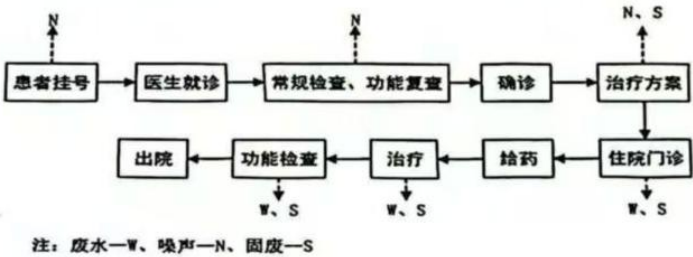 N N N、S
患者挂号 医生就诊 常规检查、功能复查 确诊 治疗方案
出院 功能检查 治疗 给药 住院门诊
W、S W、S W、S
注：废水—W、噪声—N、固废—S